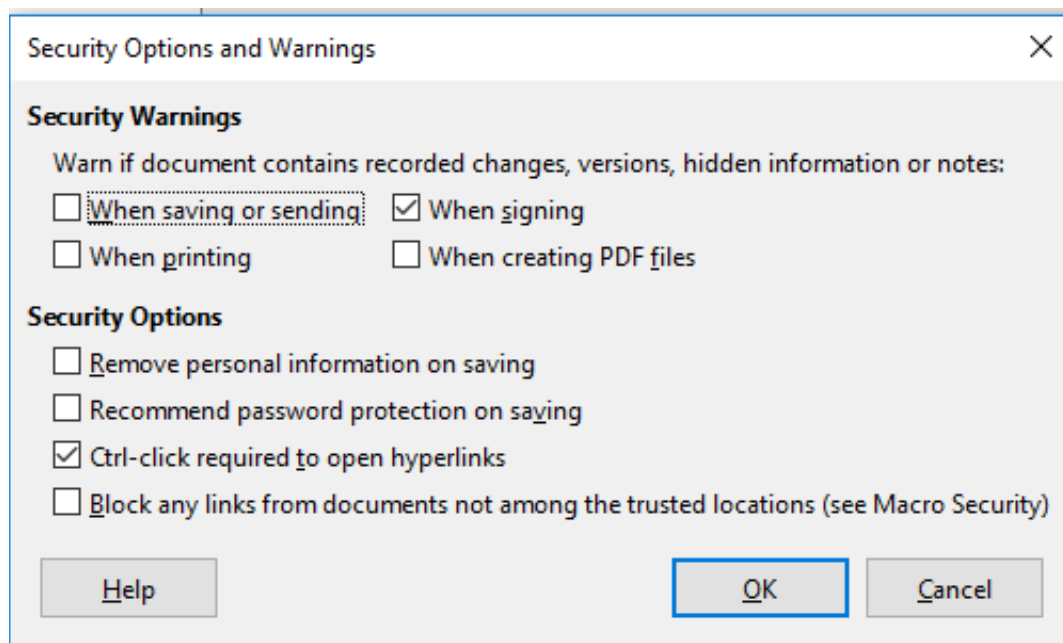 Security Options and Warnings
Security Warnings
Warn if document contains recorded changes, versions, hidden information or notes:
When saving or sending When signing
When printing When creating PDF files
Security Options
Remove personal information on saving
Recommend password protection on saving
Ctrl-click required to open hyperlinks
Block any links from documents not among the trusted locations (see Macro Security)
Help OK Cancel